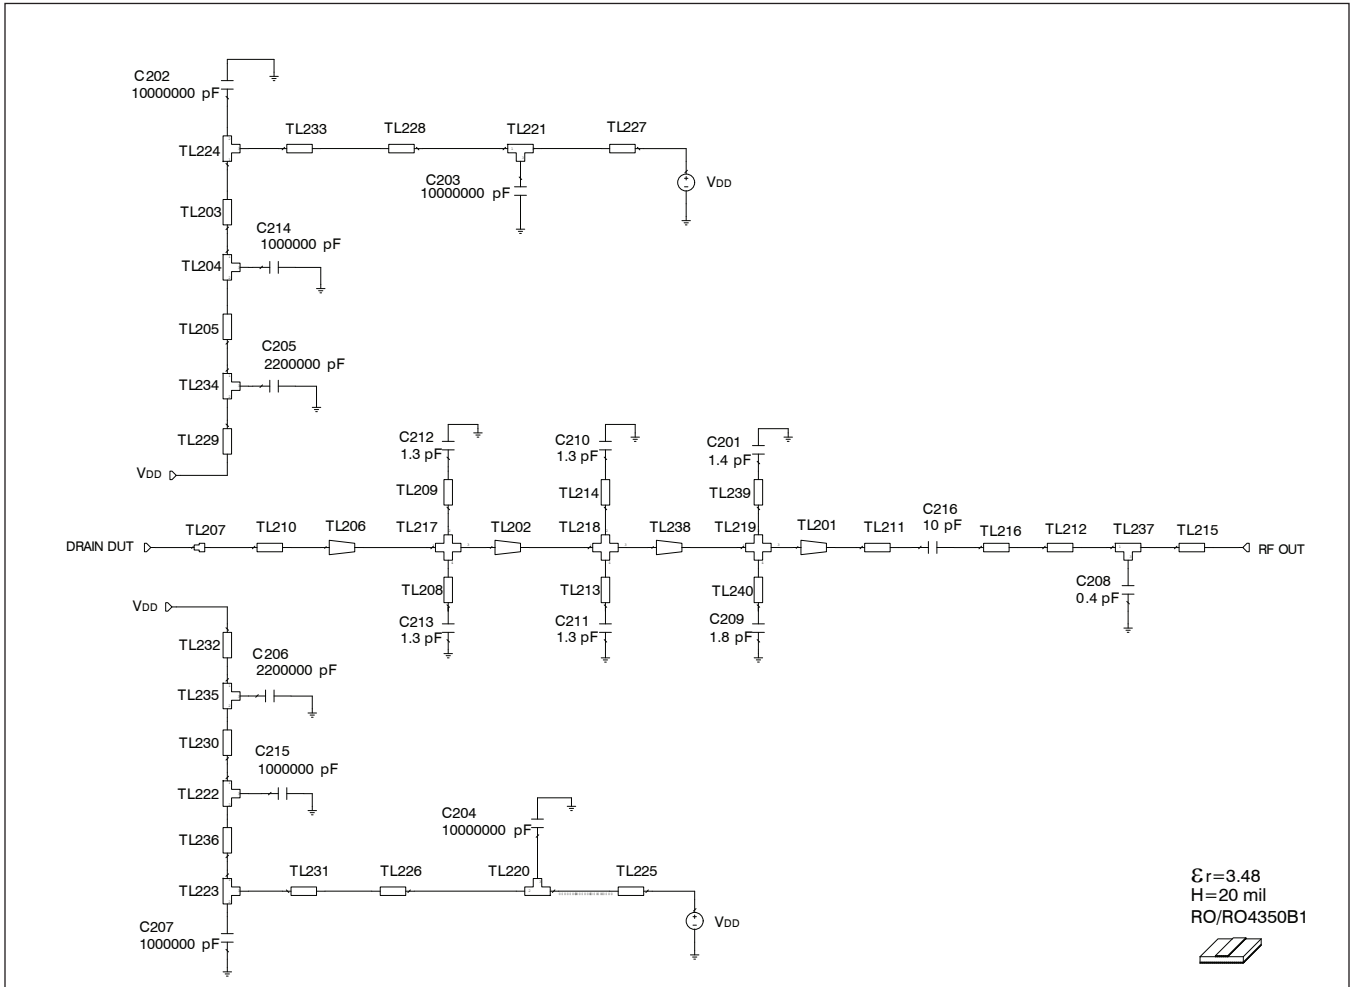 C202
10000000 pF
TL224
TL233
TL228
TL221
TL227
C203
10000000 pF
VDD
TL203
C214
1000000 pF
TL204
TL205
C205
2200000 pF
TL234
TL229
VDD
C212
1.3 pF
C210
1.3 pF
C201
1.4 pF
TL209
TL214
TL239
DRAIN DUT
TL207
TL210
TL206
TL217
TL202
TL218
TL238
TL219
TL201
TL211
C216
10 pF
TL216
TL212
TL237
TL215
RF OUT
TL208
TL213
TL240
C208
0.4 pF
C213
1.3 pF
C211
1.3 pF
C209
1.8 pF
VDD
TL232
C206
2200000 pF
TL235
TL230
C215
1000000 pF
TL222
TL236
C204
10000000 pF
TL223
TL231
TL226
TL220
TL225
C207
1000000 pF
VDD
Ɛr=3.48
H=20 mil
RO/RO4350B1